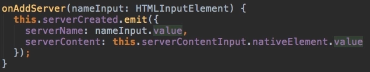 onAddServer(nameInput: HTMLInputElement) {
  this.serverCreated.emit({
    serverName: nameInput.value,
    serverContent: this.serverContentInput.nativeElement.value
  });
}